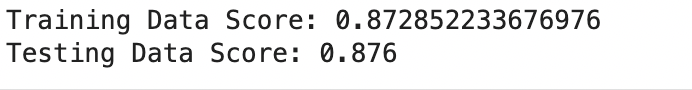 Training Data Score: 0.872852233676976
Testing Data Score: 0.876